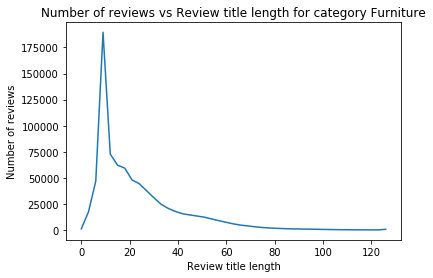 Number of reviews vs Review title length for category Furniture
175000
150000
125000
100000
75000
50000
25000
0
Number of reviews
0 20 40 60 80 100 120
Review title length